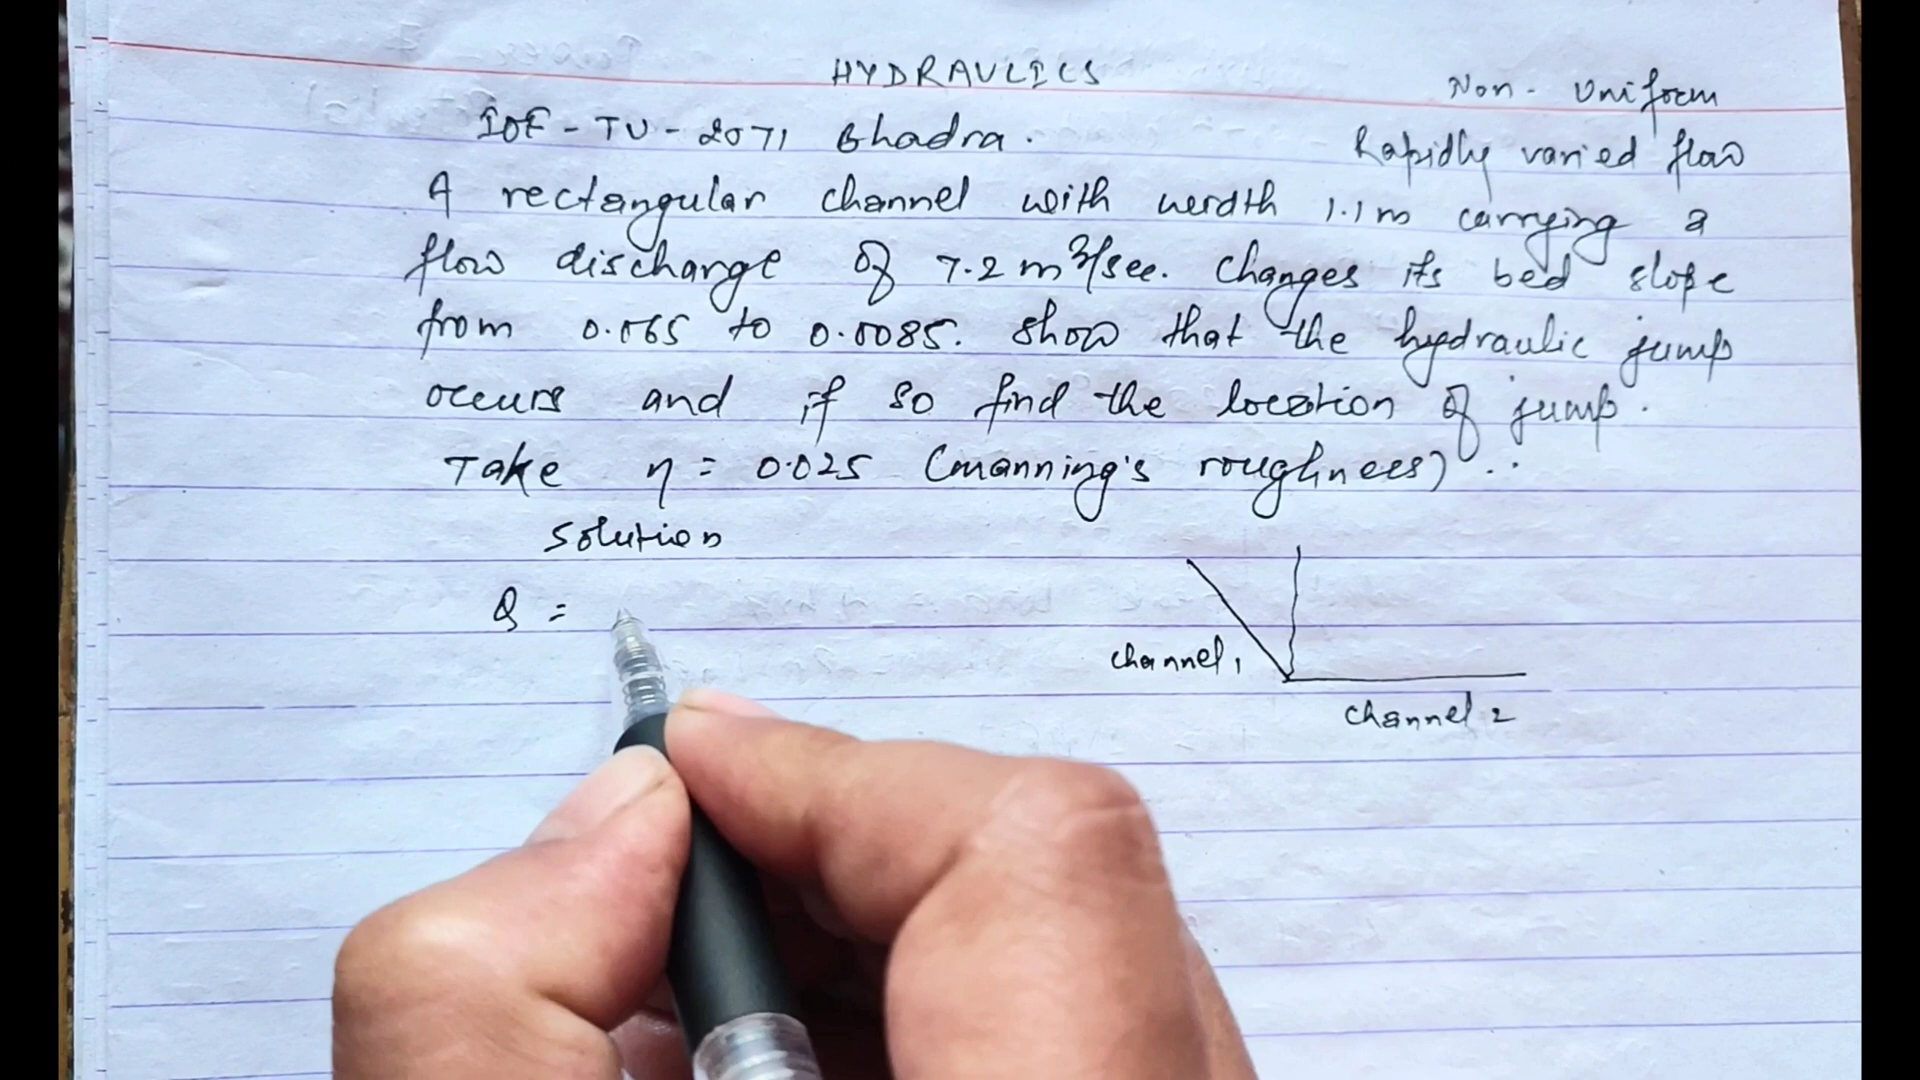 HYDRAULICS
Non - Uniform
IOE - TU - 2071 Bhadra.
Rapidly varied flow
A rectangular channel with width 1.1m carrying a
flow discharge of 7.2 m³/sec. changes its bed slope
from 0.065 to 0.0085. show that the hydraulic jump
occurs and if so find the location of jump.
Take η = 0.025 (manning's roughness) ..
Solution
Q =
channel 1
channel 2